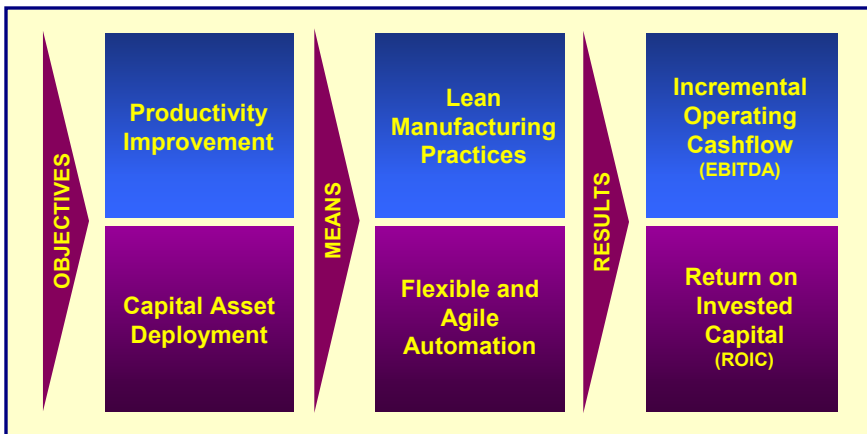 OBJECTIVES
Productivity
Improvement
Capital Asset
Deployment
MEANS
Lean
Manufacturing
Practices
Flexible and
Agile
Automation
RESULTS
Incremental
Operating
Cashflow
(EBITDA)
Return on
Invested
Capital
(ROIC)